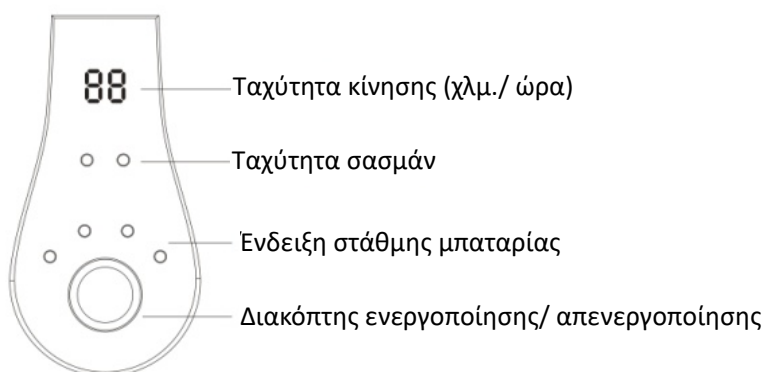 88
Ταχύτητα κίνησης (χλμ./ ώρα)
Ταχύτητα σασμάν
Ένδειξη στάθμης μπαταρίας
Διακόπτης ενεργοποίησης/ απενεργοποίησης